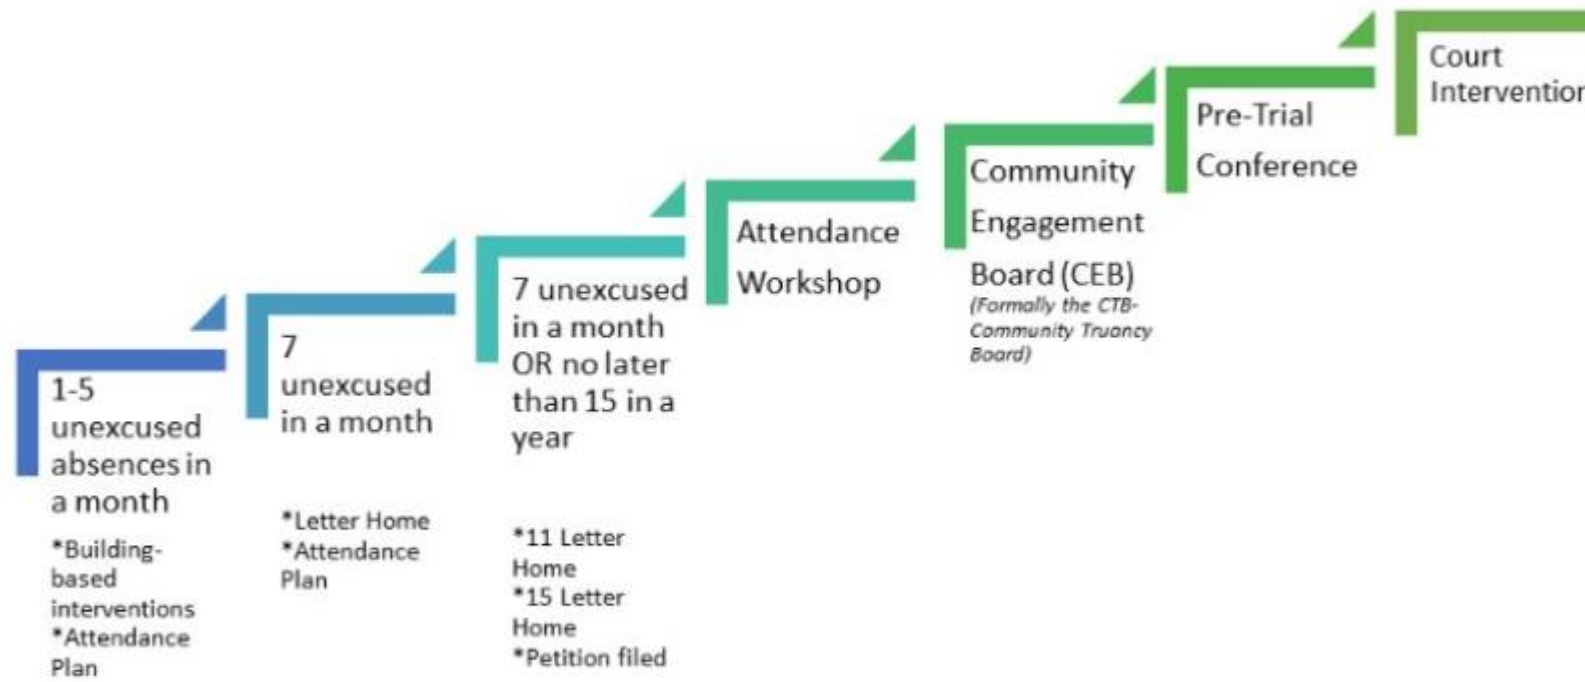 1-5
unexcused
absences in
a month
*Building-
based
interventions
*Attendance
Plan
7
unexcused
in a month
*Letter Home
*Attendance
Plan
7 unexcused
in a month
OR no later
than 15 in a
year
*11 Letter
Home
*15 Letter
Home
*Petition filed
Attendance
Workshop
Community
Engagement
Board (CEB)
(Formally the CTB-
Community Truancy
Board)
Pre-Trial
Conference
Court
Intervention